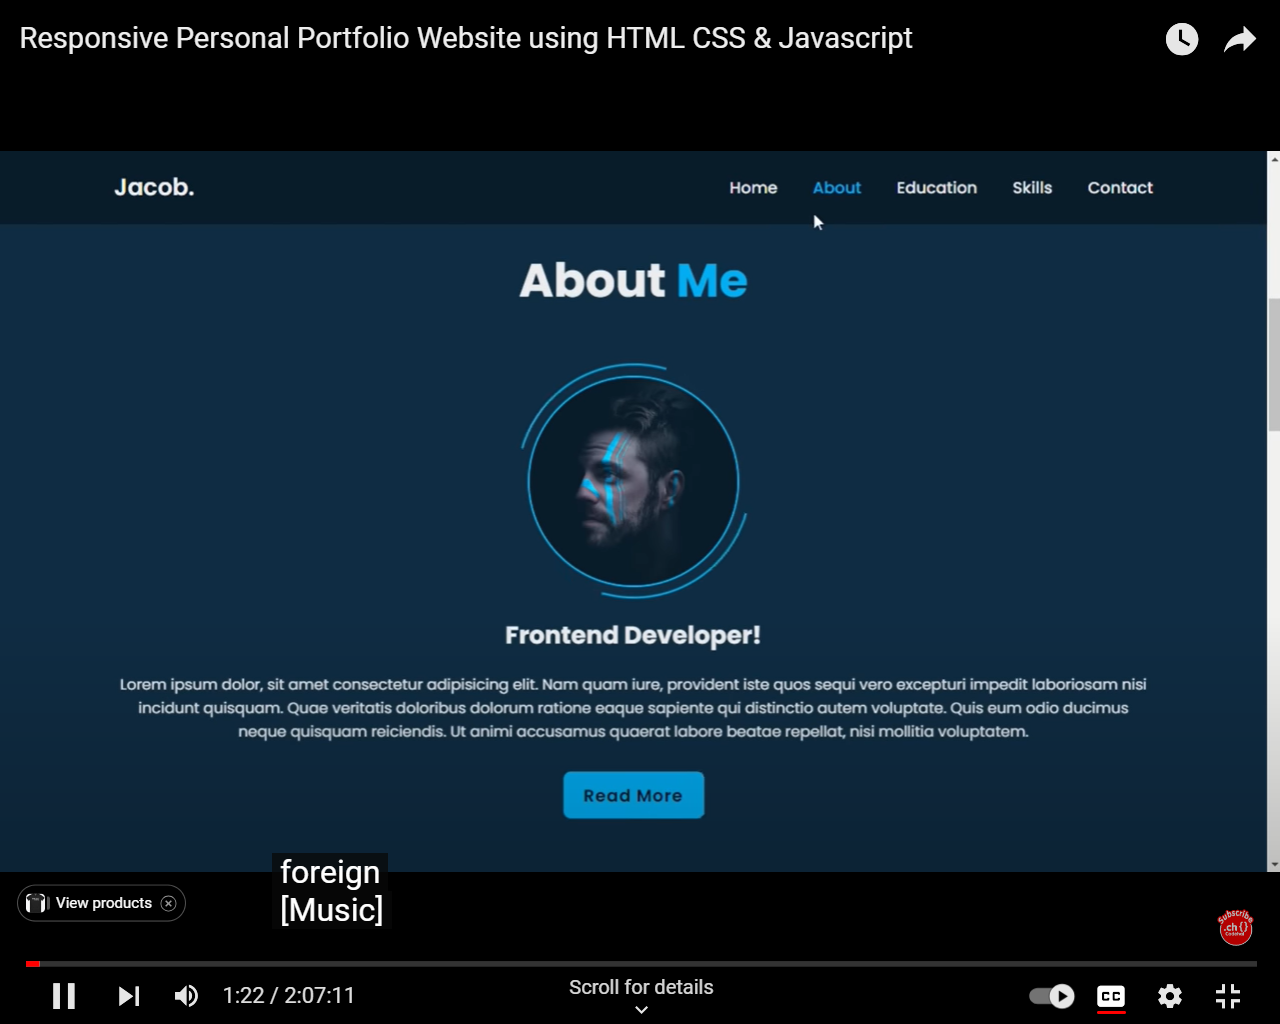 Responsive Personal Portfolio Website using HTML CSS & Javascript
Jacob.
Home About Education Skills Contact
About Me
Frontend Developer!
Lorem ipsum dolor, sit amet consectetur adipisicing elit. Nam quam iure, provident iste quos sequi vero excepturi impedit laboriosam nisi
incidunt quisquam. Quae veritatis doloribus dolorum ratione eaque sapiente qui distinctio autem voluptate. Quis eum odio ducimus
neque quisquam reiciendis. Ut animi accusamus quaerat labore beatae repellat, nisi mollitia voluptatem.
Read More
foreign
[Music]
View products
Subscribe
.ch {}
1:22 / 2:07:11
Scroll for details
CC